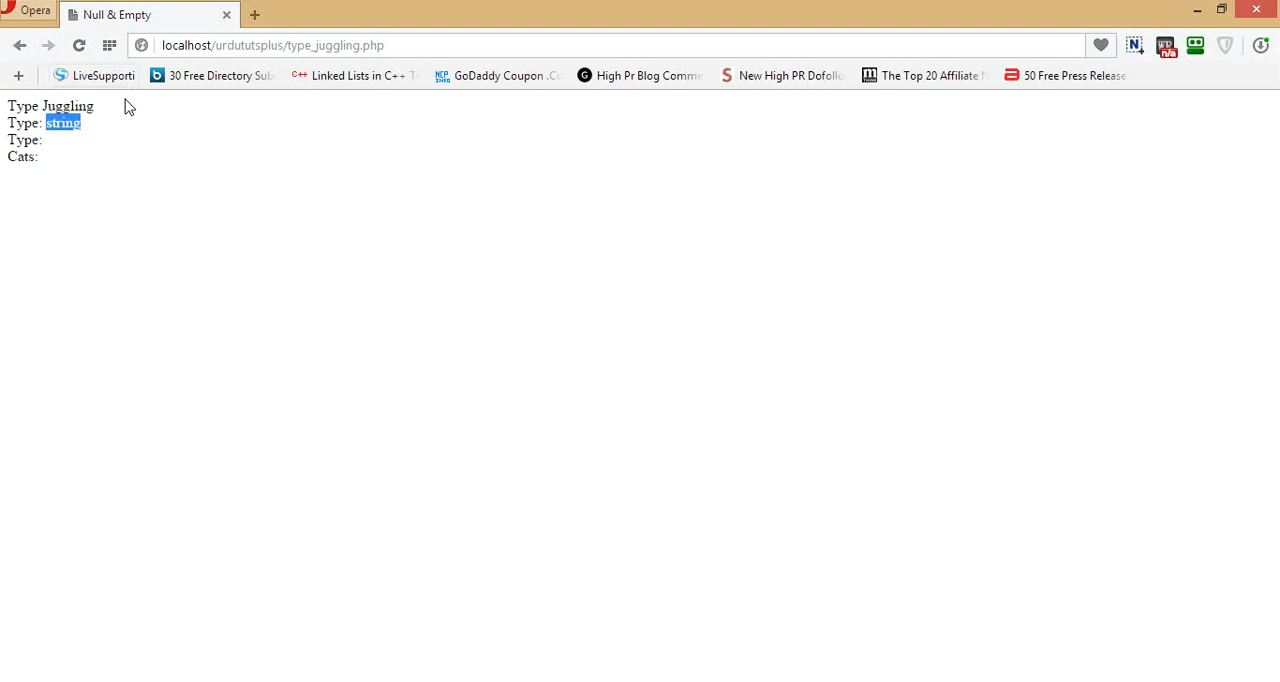 Opera
Null & Empty
localhost/urdututsplus/type_juggling.php
N
n/a
LiveSupporti
b 30 Free Directory Sub
C++ Linked Lists in C++ T
NCP INFO GoDaddy Coupon .C
G High Pr Blog Comme
S New High PR Dofollo
The Top 20 Affiliate
a 50 Free Press Release
Type Juggling
Type: string
Type:
Cats: